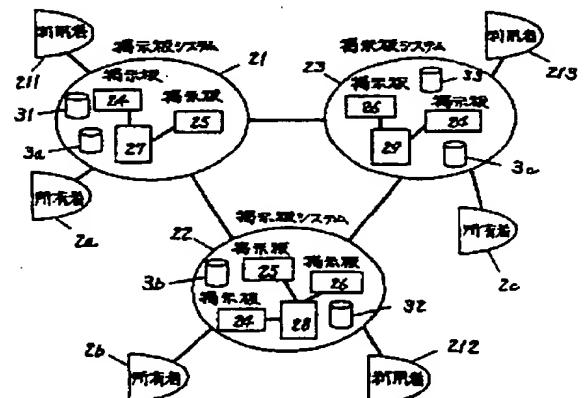 利用者
211
掲示板システム
21
掲示板
24
掲示板
25
27
31
3a
所有者
2a
掲示板システム
23
33
掲示板
26
掲示板
24
29
3c
利用者
213
所有者
2c
掲示板システム
22
3b
掲示板
25
掲示板
26
掲示板
24
28
32
所有者
2b
利用者
212